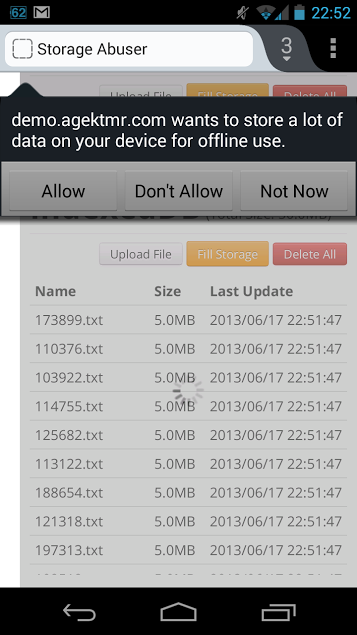 62
22:52
Storage Abuser
3
Upload File Fill Storage Delete All
demo.agektmr.com wants to store a lot of
data on your device for offline use.
Allow Don't Allow Not Now
Upload File Fill Storage Delete All
Name Size Last Update
173899.txt 5.0MB 2013/06/17 22:51:47
110376.txt 5.0MB 2013/06/17 22:51:47
103922.txt 5.0MB 2013/06/17 22:51:47
114755.txt 5.0MB 2013/06/17 22:51:47
125682.txt 5.0MB 2013/06/17 22:51:47
113122.txt 5.0MB 2013/06/17 22:51:47
188654.txt 5.0MB 2013/06/17 22:51:47
121318.txt 5.0MB 2013/06/17 22:51:47
197313.txt 5.0MB 2013/06/17 22:51:47